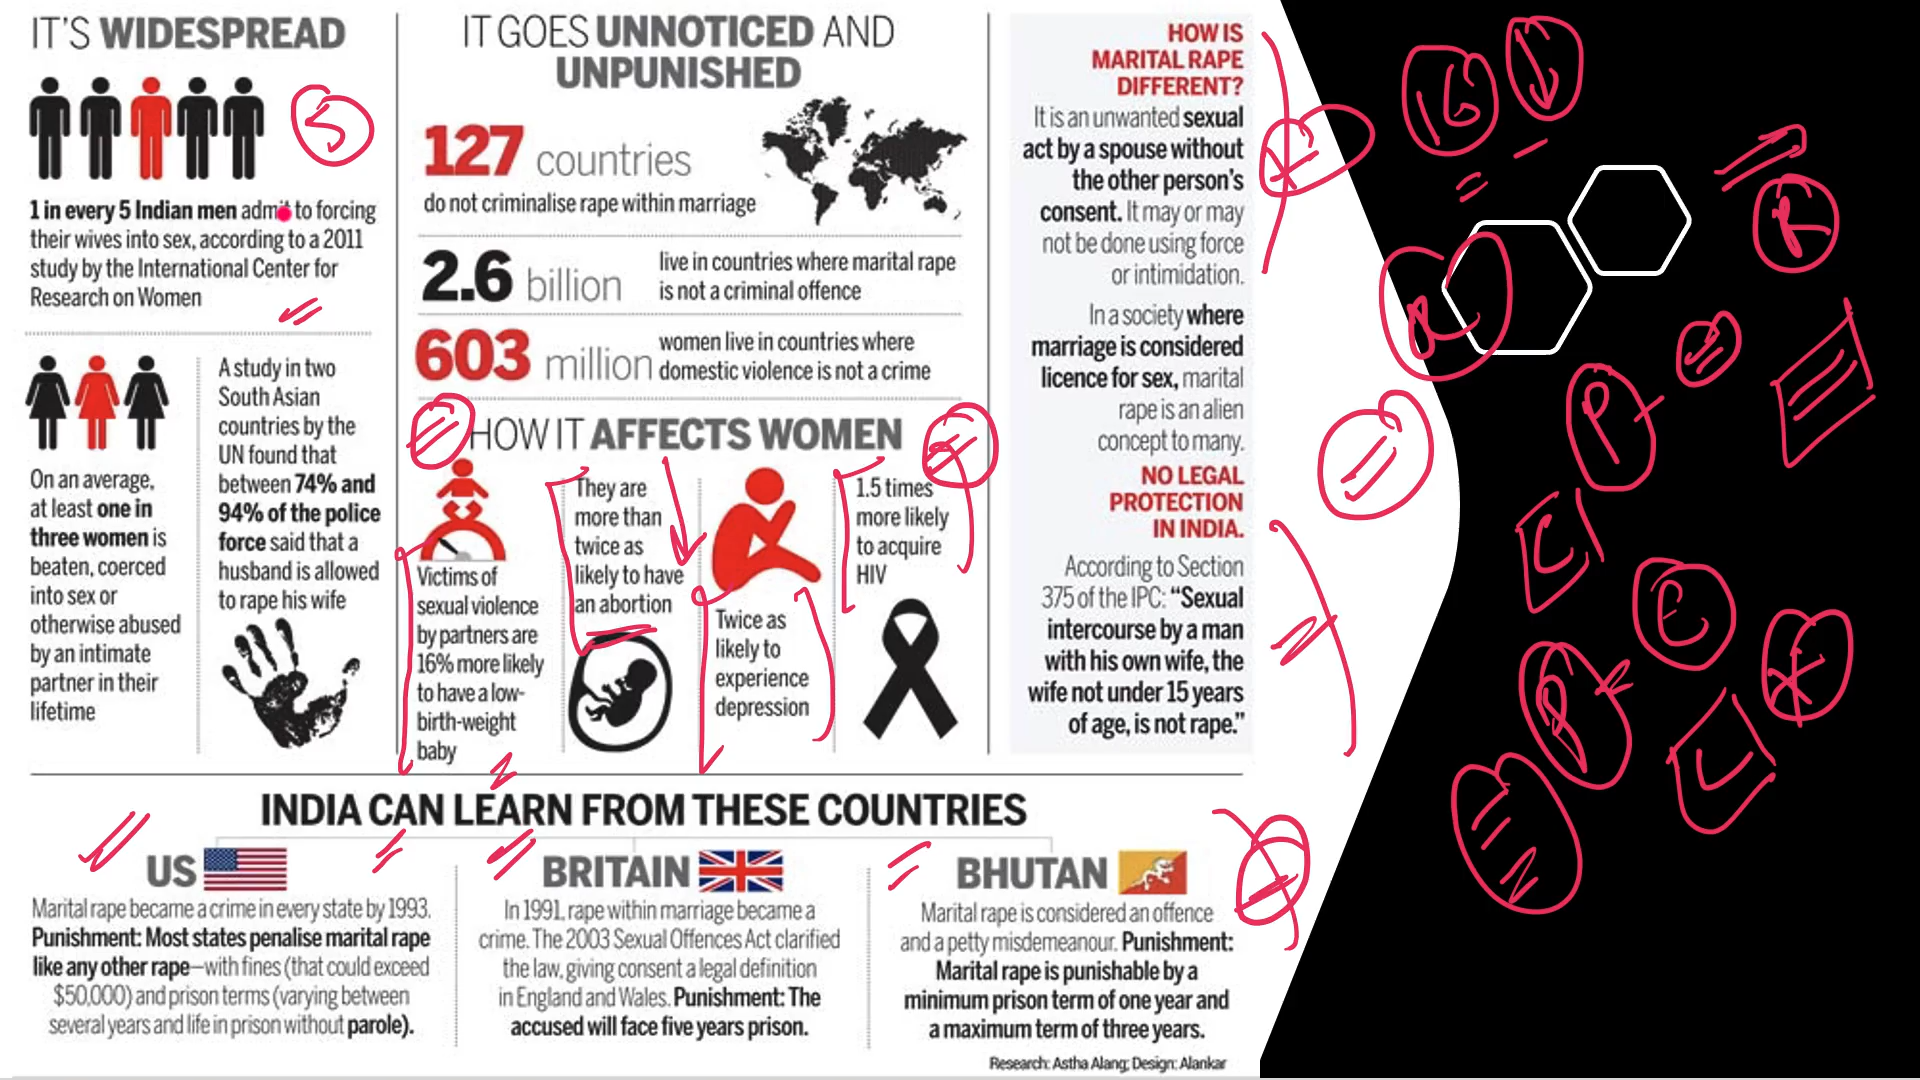 IT'S WIDESPREAD
5
1 in every 5 Indian men admit to forcing
their wives into sex, according to a 2011
study by the International Center for
Research on Women
On an average,
at least one in
three women is
beaten, coerced
into sex or
otherwise abused
by an intimate
partner in their
lifetime
A study in two
South Asian
countries by the
UN found that
between 74% and
94% of the police
force said that a
husband is allowed
to rape his wife
IT GOES UNNOTICED AND
UNPUNISHED
127 countries
do not criminalise rape within marriage
2.6 billion
live in countries where marital rape
is not a criminal offence
603 million
women live in countries where
domestic violence is not a crime
HOW IT AFFECTS WOMEN
Victims of
sexual violence
by partners are
16% more likely
to have a low-
birth-weight
baby
They are
more than
twice as
likely to have
an abortion
Twice as
likely to
experience
depression
1.5 times
more likely
to acquire
HIV
HOW IS
MARITAL RAPE
DIFFERENT?
It is an unwanted sexual
act by a spouse without
the other person's
consent. It may or may
not be done using force
or intimidation.
In a society where
marriage is considered
licence for sex, marital
rape is an alien
concept to many.
NO LEGAL
PROTECTION
IN INDIA.
According to Section
375 of the IPC: “Sexual
intercourse by a man
with his own wife, the
wife not under 15 years
of age, is not rape.”
INDIA CAN LEARN FROM THESE COUNTRIES
US
Marital rape became a crime in every state by 1993.
Punishment: Most states penalise marital rape
like any other rape—with fines (that could exceed
$50,000) and prison terms (varying between
several years and life in prison without parole).
BRITAIN
In 1991, rape within marriage became a
crime. The 2003 Sexual Offences Act clarified
the law, giving consent a legal definition
in England and Wales. Punishment: The
accused will face five years prison.
BHUTAN
Marital rape is considered an offence
and a petty misdemeanour. Punishment:
Marital rape is punishable by a
minimum prison term of one year and
a maximum term of three years.
Research: Astha Alang; Design: Alankar
16
R
P
C
C